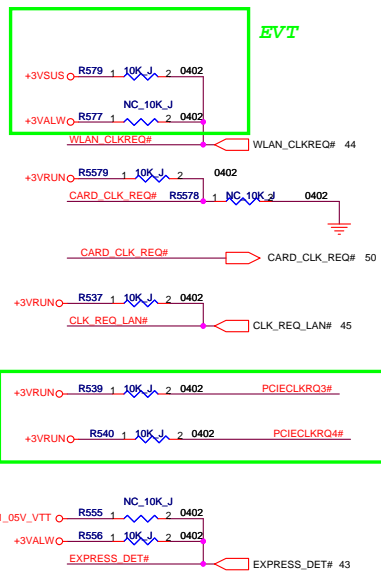 EVT
+3VSUS R579 1 10K_J 2 0402
NC_10K_J
+3VALW R577 1 2 0402
WLAN_CLKREQ# WLAN_CLKREQ# 44
+3VRUN R5579 1 10K_J 2 0402
CARD_CLK_REQ# R5578 1 NC_10K_J 2 0402
CARD_CLK_REQ# CARD_CLK_REQ# 50
+3VRUN R537 1 10K_J 2 0402
CLK_REQ_LAN# CLK_REQ_LAN# 45
+3VRUN R539 1 10K_J 2 0402 PCIECLKRQ3#
+3VRUN R540 1 10K_J 2 0402 PCIECLKRQ4#
NC_10K_J
_05V_VTT R555 1 2 0402
+3VALW R556 1 10K_J 2 0402
EXPRESS_DET# EXPRESS_DET# 43